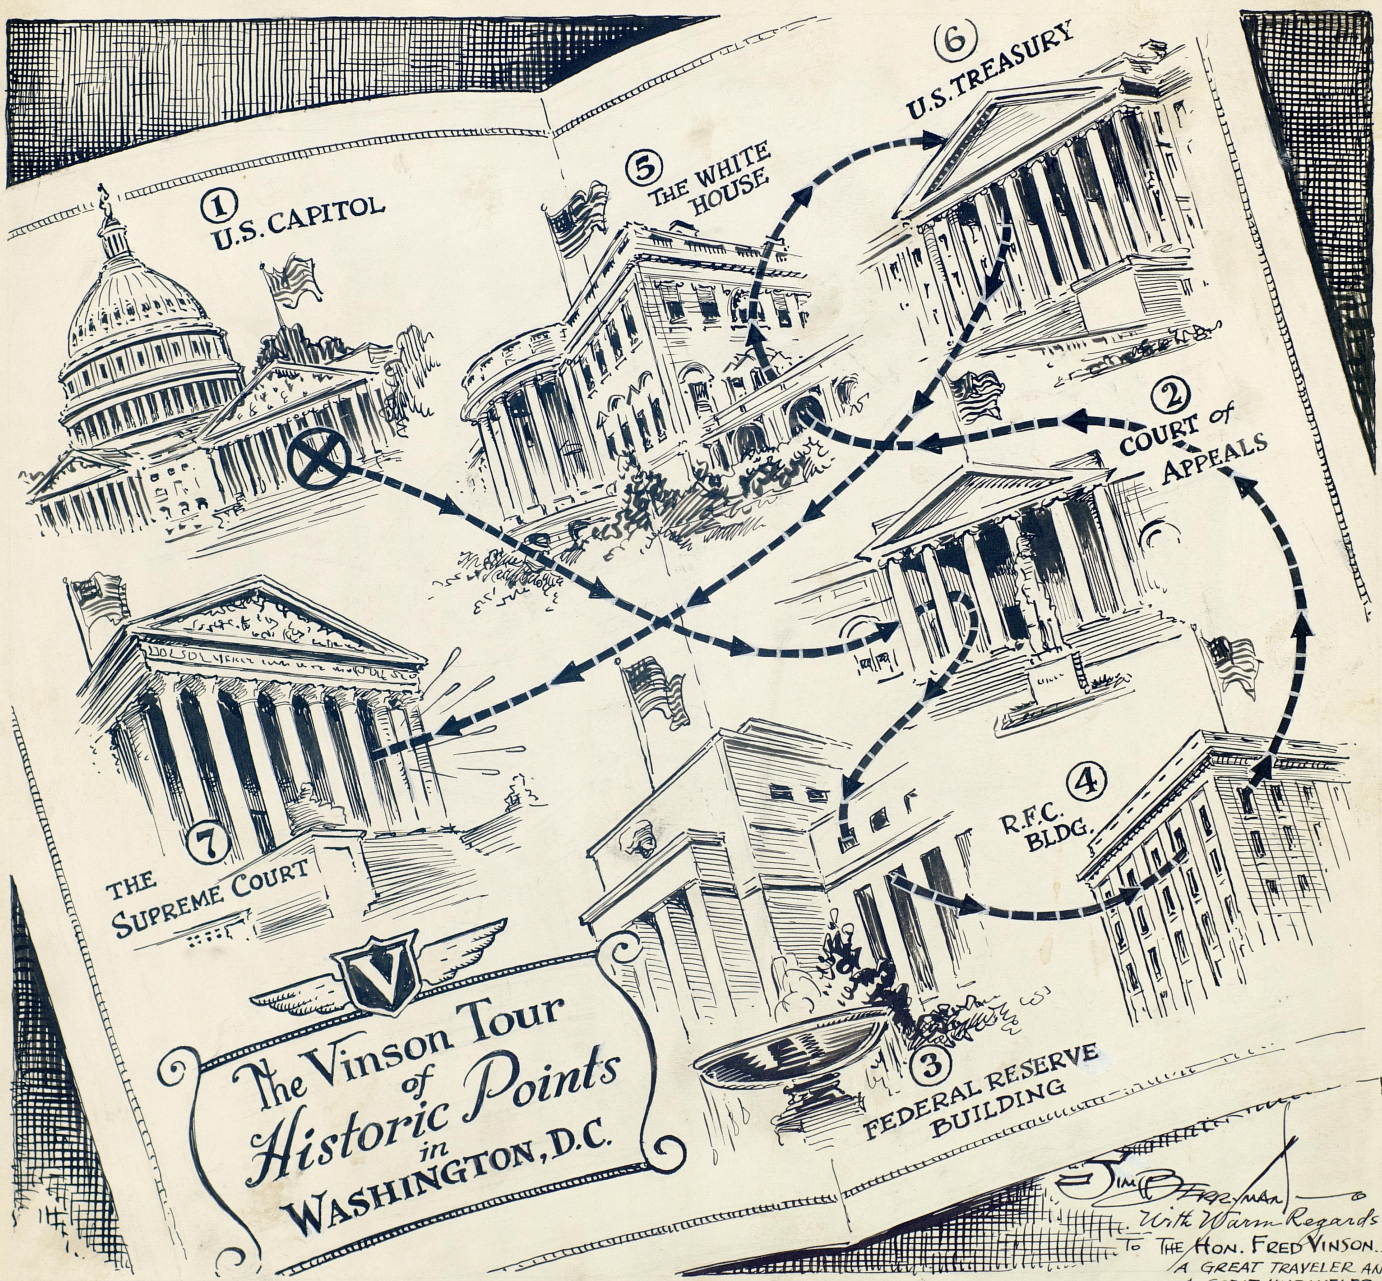 6
U.S. TREASURY
5
THE WHITE
HOUSE
1
U.S. CAPITOL
2
COURT of
APPEALS
4
R.F.C.
BLDG.
7
THE
SUPREME COURT
V
The Vinson Tour
of
Historic Points
in
WASHINGTON, D.C.
3
FEDERAL RESERVE
BUILDING
JIM BERRYMAN
With Warm Regards
To THE HON. FRED VINSON..
A GREAT TRAVELER AN